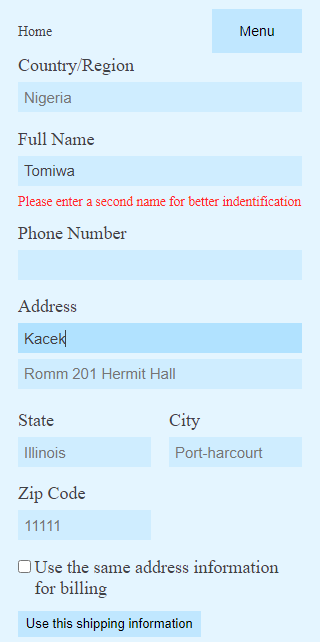 Home
Menu
Country/Region
Nigeria
Full Name
Tomiwa
Please enter a second name for better indentification
Phone Number
Address
Kacek
Romm 201 Hermit Hall
State
City
Illinois
Port-harcourt
Zip Code
11111
Use the same address information
for billing
Use this shipping information